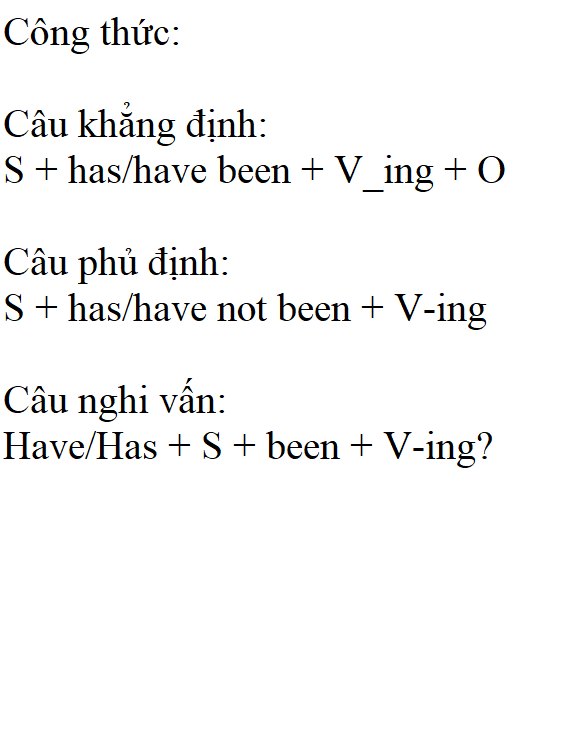 Công thức:
Câu khẳng định:
S + has/have been + V_ing + O
Câu phủ định:
S + has/have not been + V-ing
Câu nghi vấn:
Have/Has + S + been + V-ing?